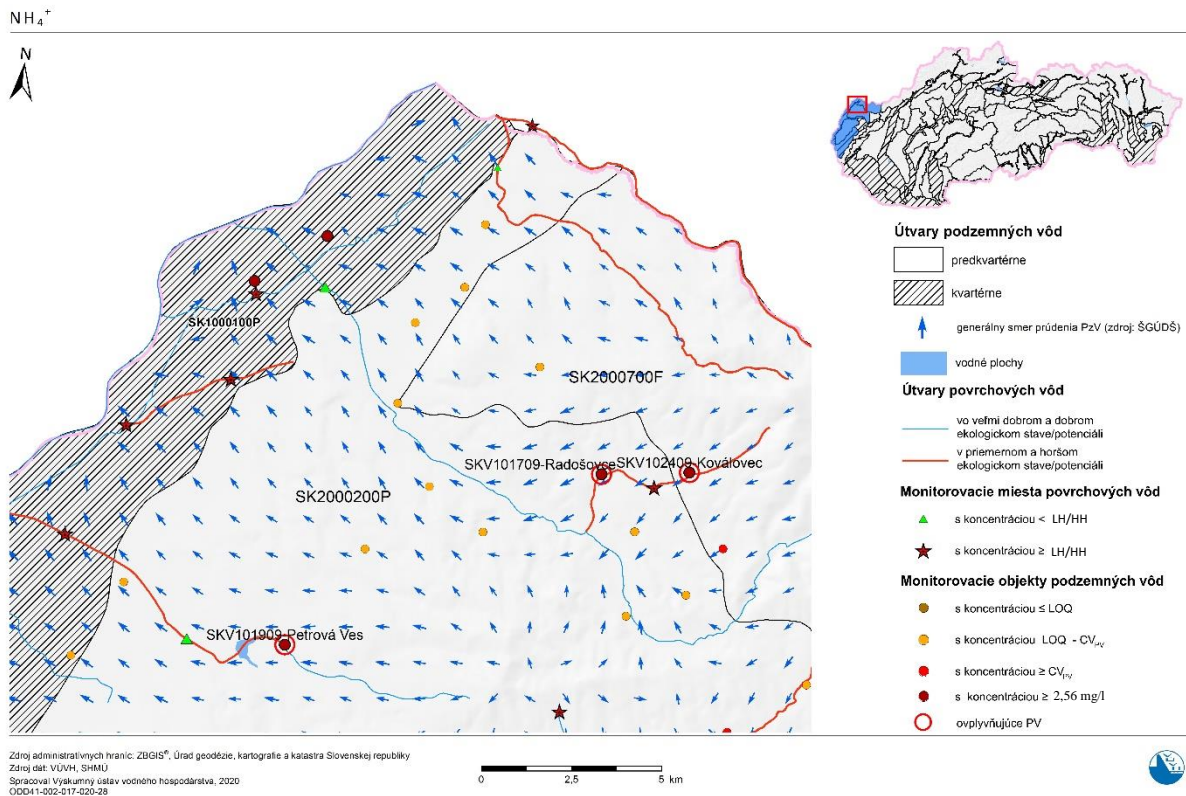 NH₄⁺
N
SK1000100P
SK2000700F
SKV101709-Radošovce
SKV102409-Koválovec
SK2000200P
SKV101909-Petrová Ves
Útvary podzemných vôd
predkvartérne
kvartérne
generálny smer prúdenia PzV (zdroj: ŠGÚDŠ)
vodné plochy
Útvary povrchových vôd
vo veľmi dobrom a dobrom
ekologickom stave/potenciáli
v priemernom a horšom
ekologickom stave/potenciáli
Monitorovacie miesta povrchových vôd
s koncentráciou < LH/HH
s koncentráciou ≥ LH/HH
Monitorovacie objekty podzemných vôd
s koncentráciou ≤ LOQ
s koncentráciou LOQ - CVPV
s koncentráciou ≥ CVPV
s koncentráciou ≥ 2,56 mg/l
ovplyvňujúce PV
Zdroj administratívnych hraníc: ZBGIS®, Úrad geodézie, kartografie a katastra Slovenskej republiky
Zdroj dát: VÚVH, SHMÚ
Spracoval Výskumný ústav vodného hospodárstva, 2020
ODD41-002-017-020-28
0 2,5 5 km